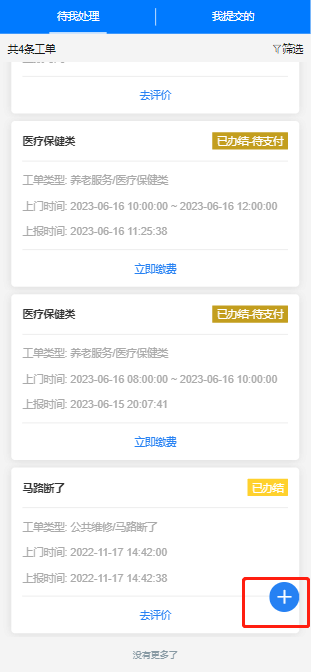 待我处理
我提交的
共4条工单
筛选
去评价
医疗保健类
已办结-待支付
工单类型: 养老服务/医疗保健类
上门时间: 2023-06-16 10:00:00 ~ 2023-06-16 12:00:00
上报时间: 2023-06-16 11:25:38
立即缴费
医疗保健类
已办结-待支付
工单类型: 养老服务/医疗保健类
上门时间: 2023-06-16 08:00:00 ~ 2023-06-16 10:00:00
上报时间: 2023-06-15 20:07:41
立即缴费
马路断了
已办结
工单类型: 公共维修/马路断了
上门时间: 2022-11-17 14:42:00
上报时间: 2022-11-17 14:42:38
去评价
没有更多了